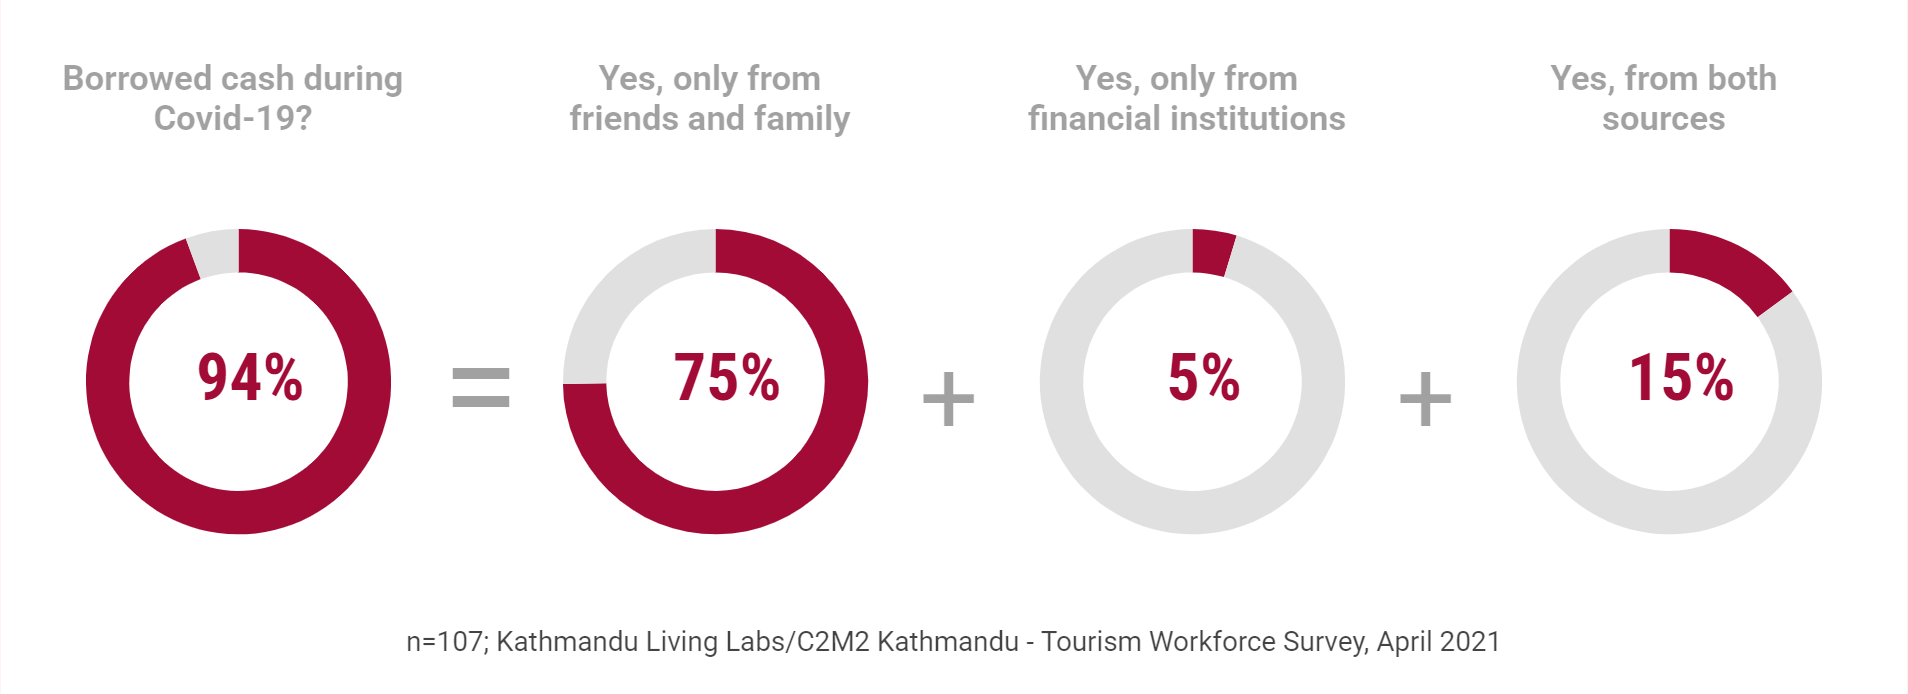 Borrowed cash during
Covid-19?
Yes, only from
friends and family
Yes, only from
financial institutions
Yes, from both
sources
94%
=
75%
+
5%
+
15%
n=107; Kathmandu Living Labs/C2M2 Kathmandu - Tourism Workforce Survey, April 2021